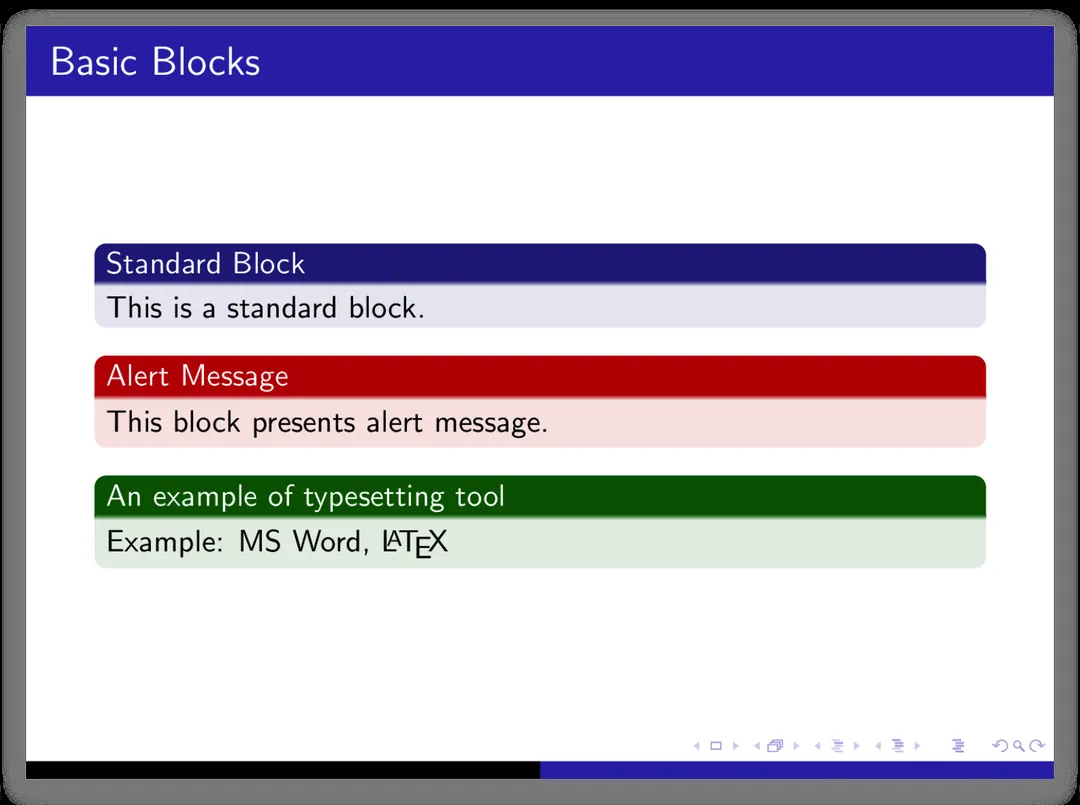 Basic Blocks
Standard Block
This is a standard block.
Alert Message
This block presents alert message.
An example of typesetting tool
Example: MS Word, LATEX